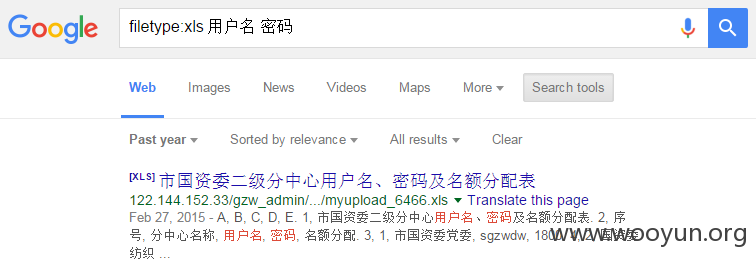 Google filetype:xls 用户名 密码
Web Images News Videos Maps More Search tools
Past year Sorted by relevance All results Clear
[XLS] 市国资委二级分中心用户名、密码及名额分配表
122.144.152.33/gzw_admin/.../myupload_6466.xls Translate this page
Feb 27, 2015 - A, B, C, D, E. 1, 市国资委二级分中心用户名、密码及名额分配表. 2, 序
号, 分中心名称, 用户名, 密码, 名额分配. 3, 1, 市国资委党委, sgzwdw,
纺织 ...
www.wooyun.org